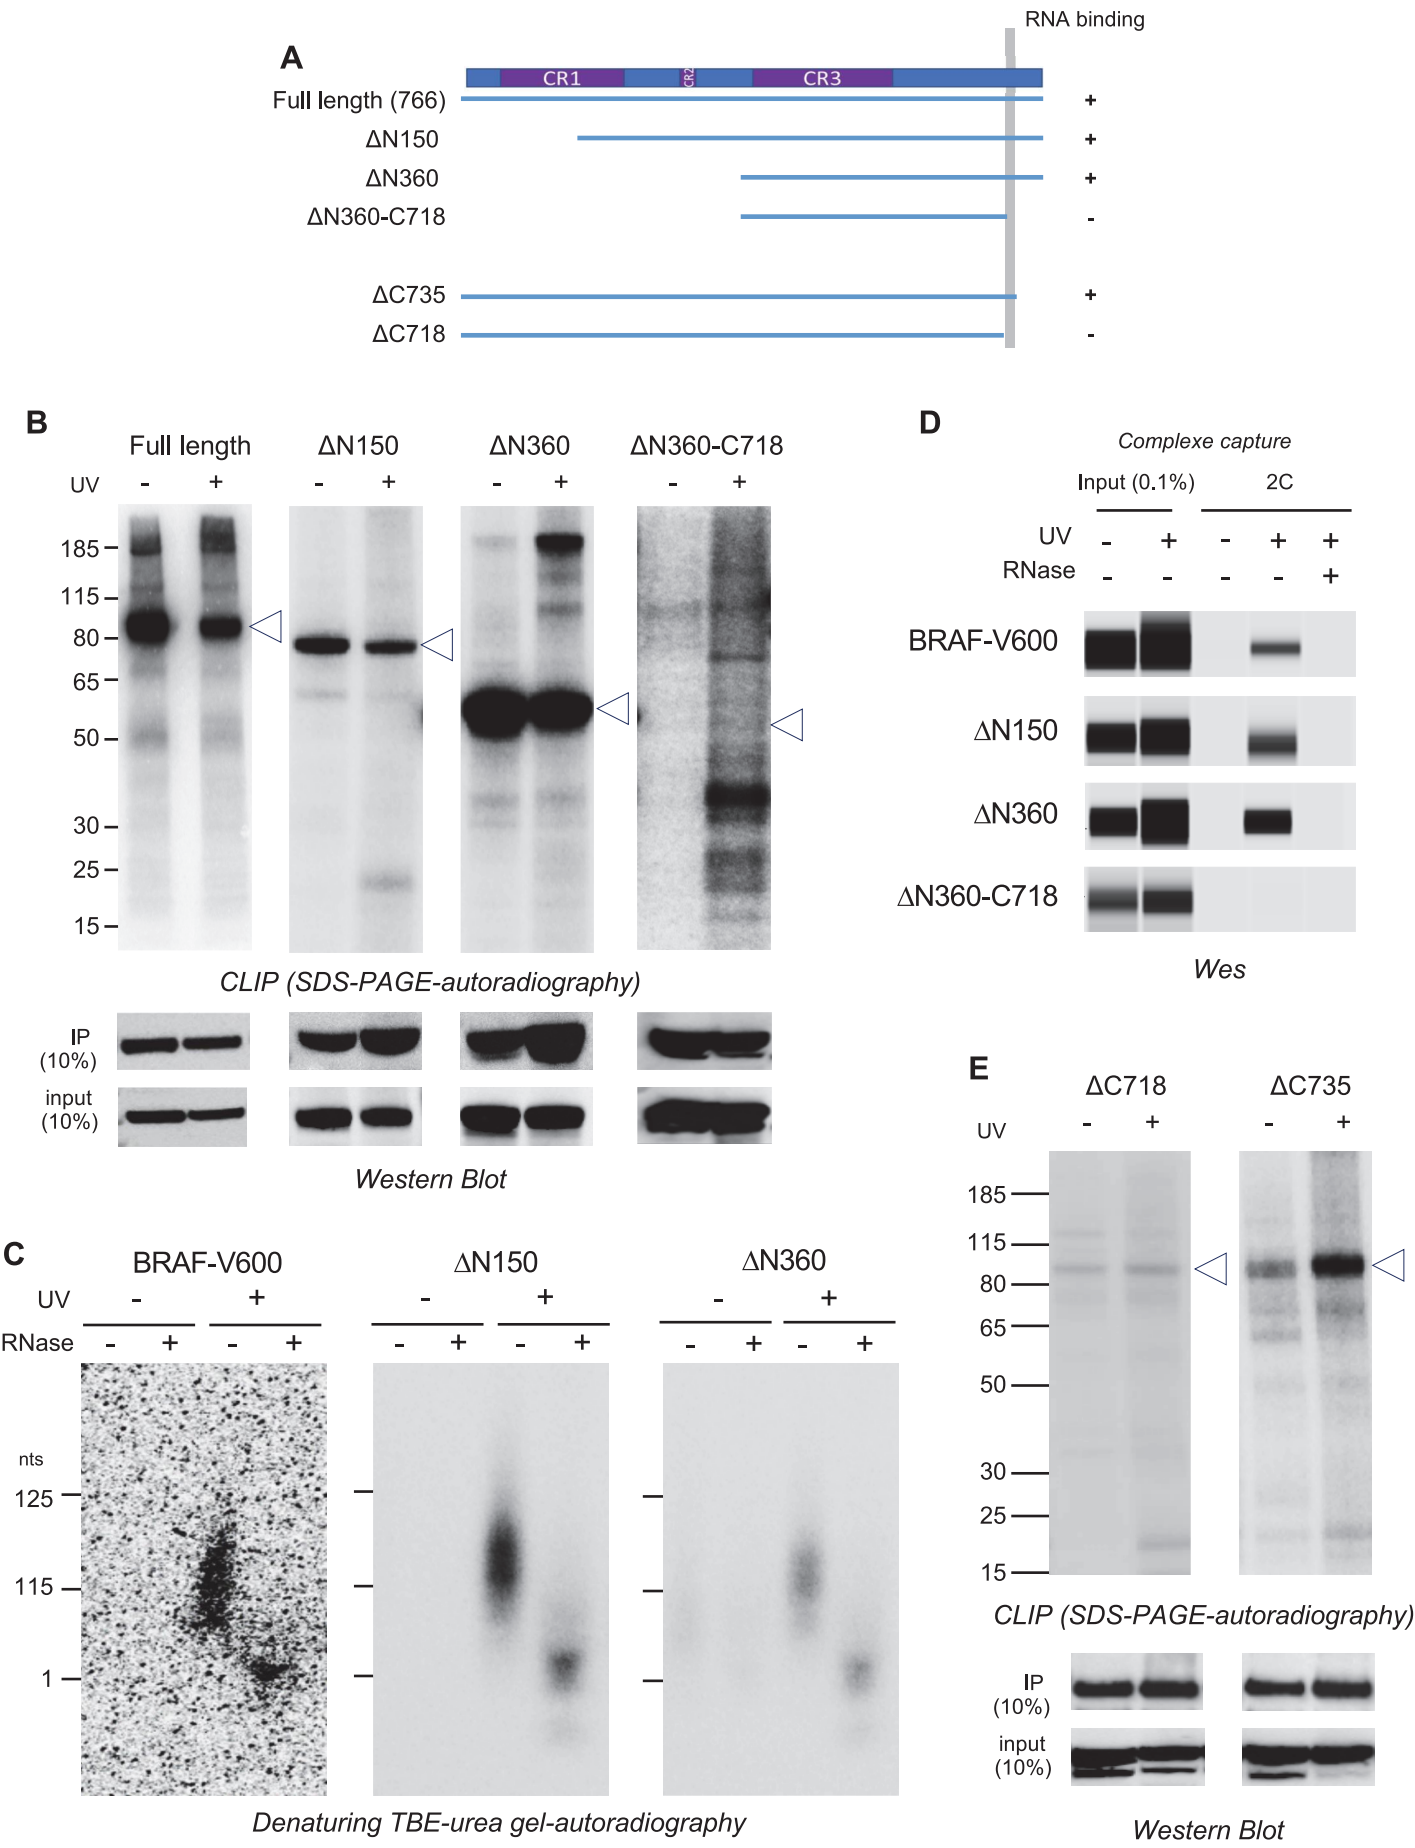 RNA binding
A
CR1 CR2 CR3
Full length (766) +
ΔN150 +
ΔN360 +
ΔN360-C718 -
ΔC735 +
ΔC718 -
B
Full length ΔN150 ΔN360 ΔN360-C718
UV - + - + - + - +
185
115
80
65
50
30
25
15
CLIP (SDS-PAGE-autoradiography)
IP
(10%)
input
(10%)
Western Blot
C
BRAF-V600 ΔN150 ΔN360
UV - + - + - +
RNase - + - + - + - + - + - +
nts
125
115
1
Denaturing TBE-urea gel-autoradiography
D
Complexe capture
Input (0.1%) 2C
UV - + - + +
RNase - - - - +
BRAF-V600
ΔN150
ΔN360
ΔN360-C718
Wes
E
ΔC718 ΔC735
UV - + - +
185
115
80
65
50
30
25
15
CLIP (SDS-PAGE-autoradiography)
IP
(10%)
input
(10%)
Western Blot